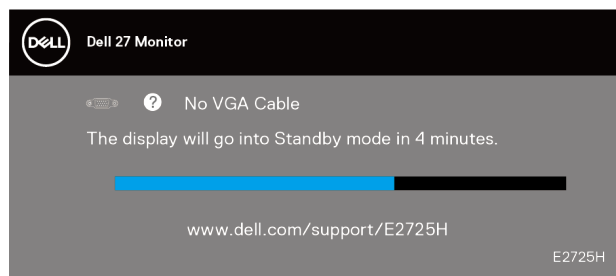 DELL
Dell 27 Monitor
? No VGA Cable
The display will go into Standby mode in 4 minutes.
www.dell.com/support/E2725H
E2725H